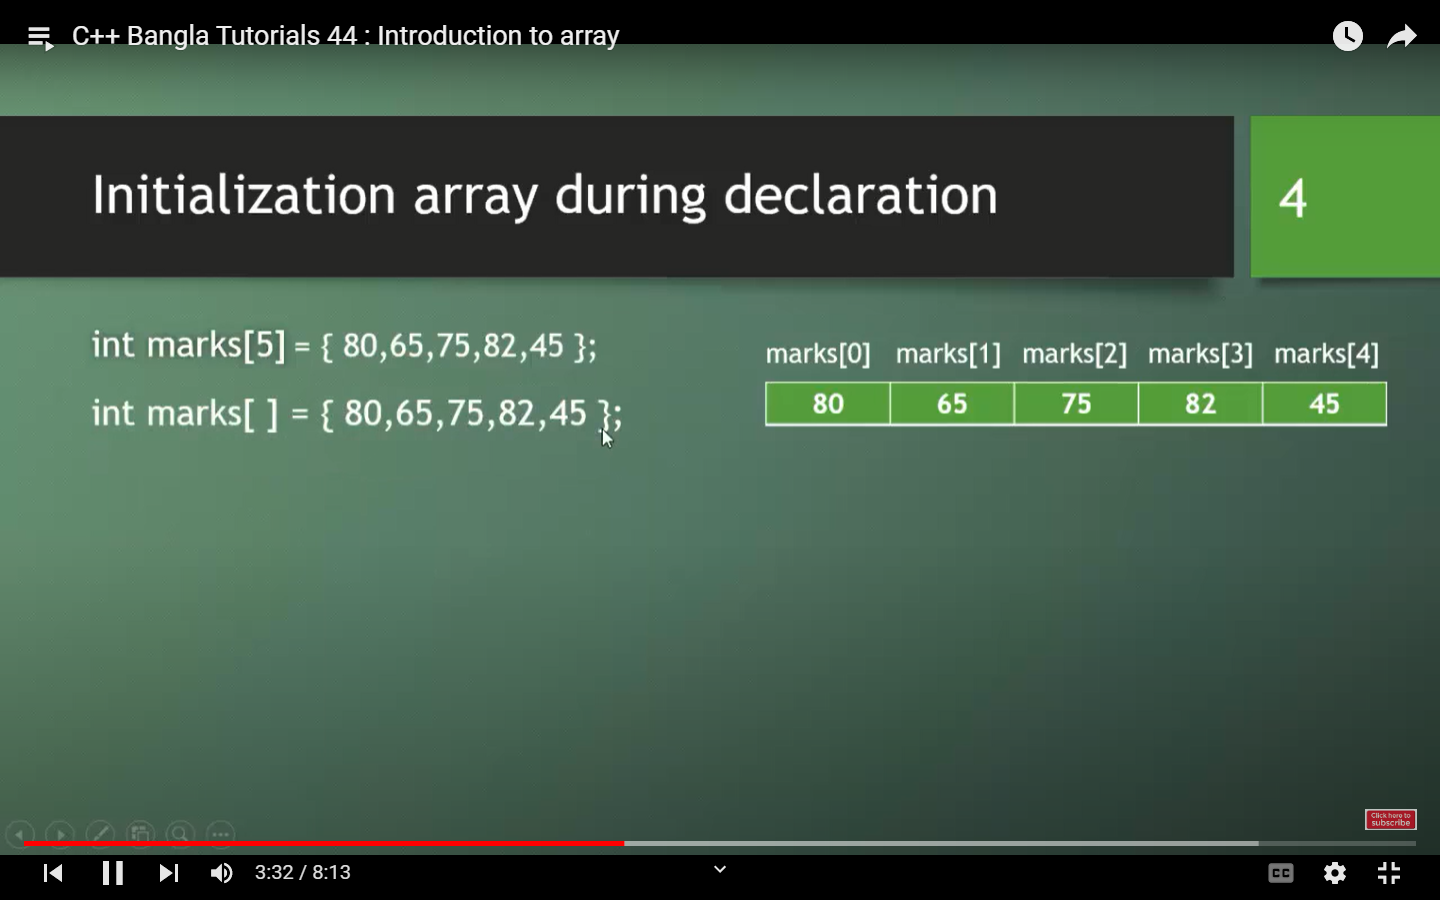 C++ Bangla Tutorials 44 : Introduction to array
Initialization array during declaration
4
int marks[5] = { 80,65,75,82,45 };
int marks[ ] = { 80,65,75,82,45 };
marks[0] marks[1] marks[2] marks[3] marks[4]
80 65 75 82 45
Click here to
subscribe
3:32 / 8:13
CC